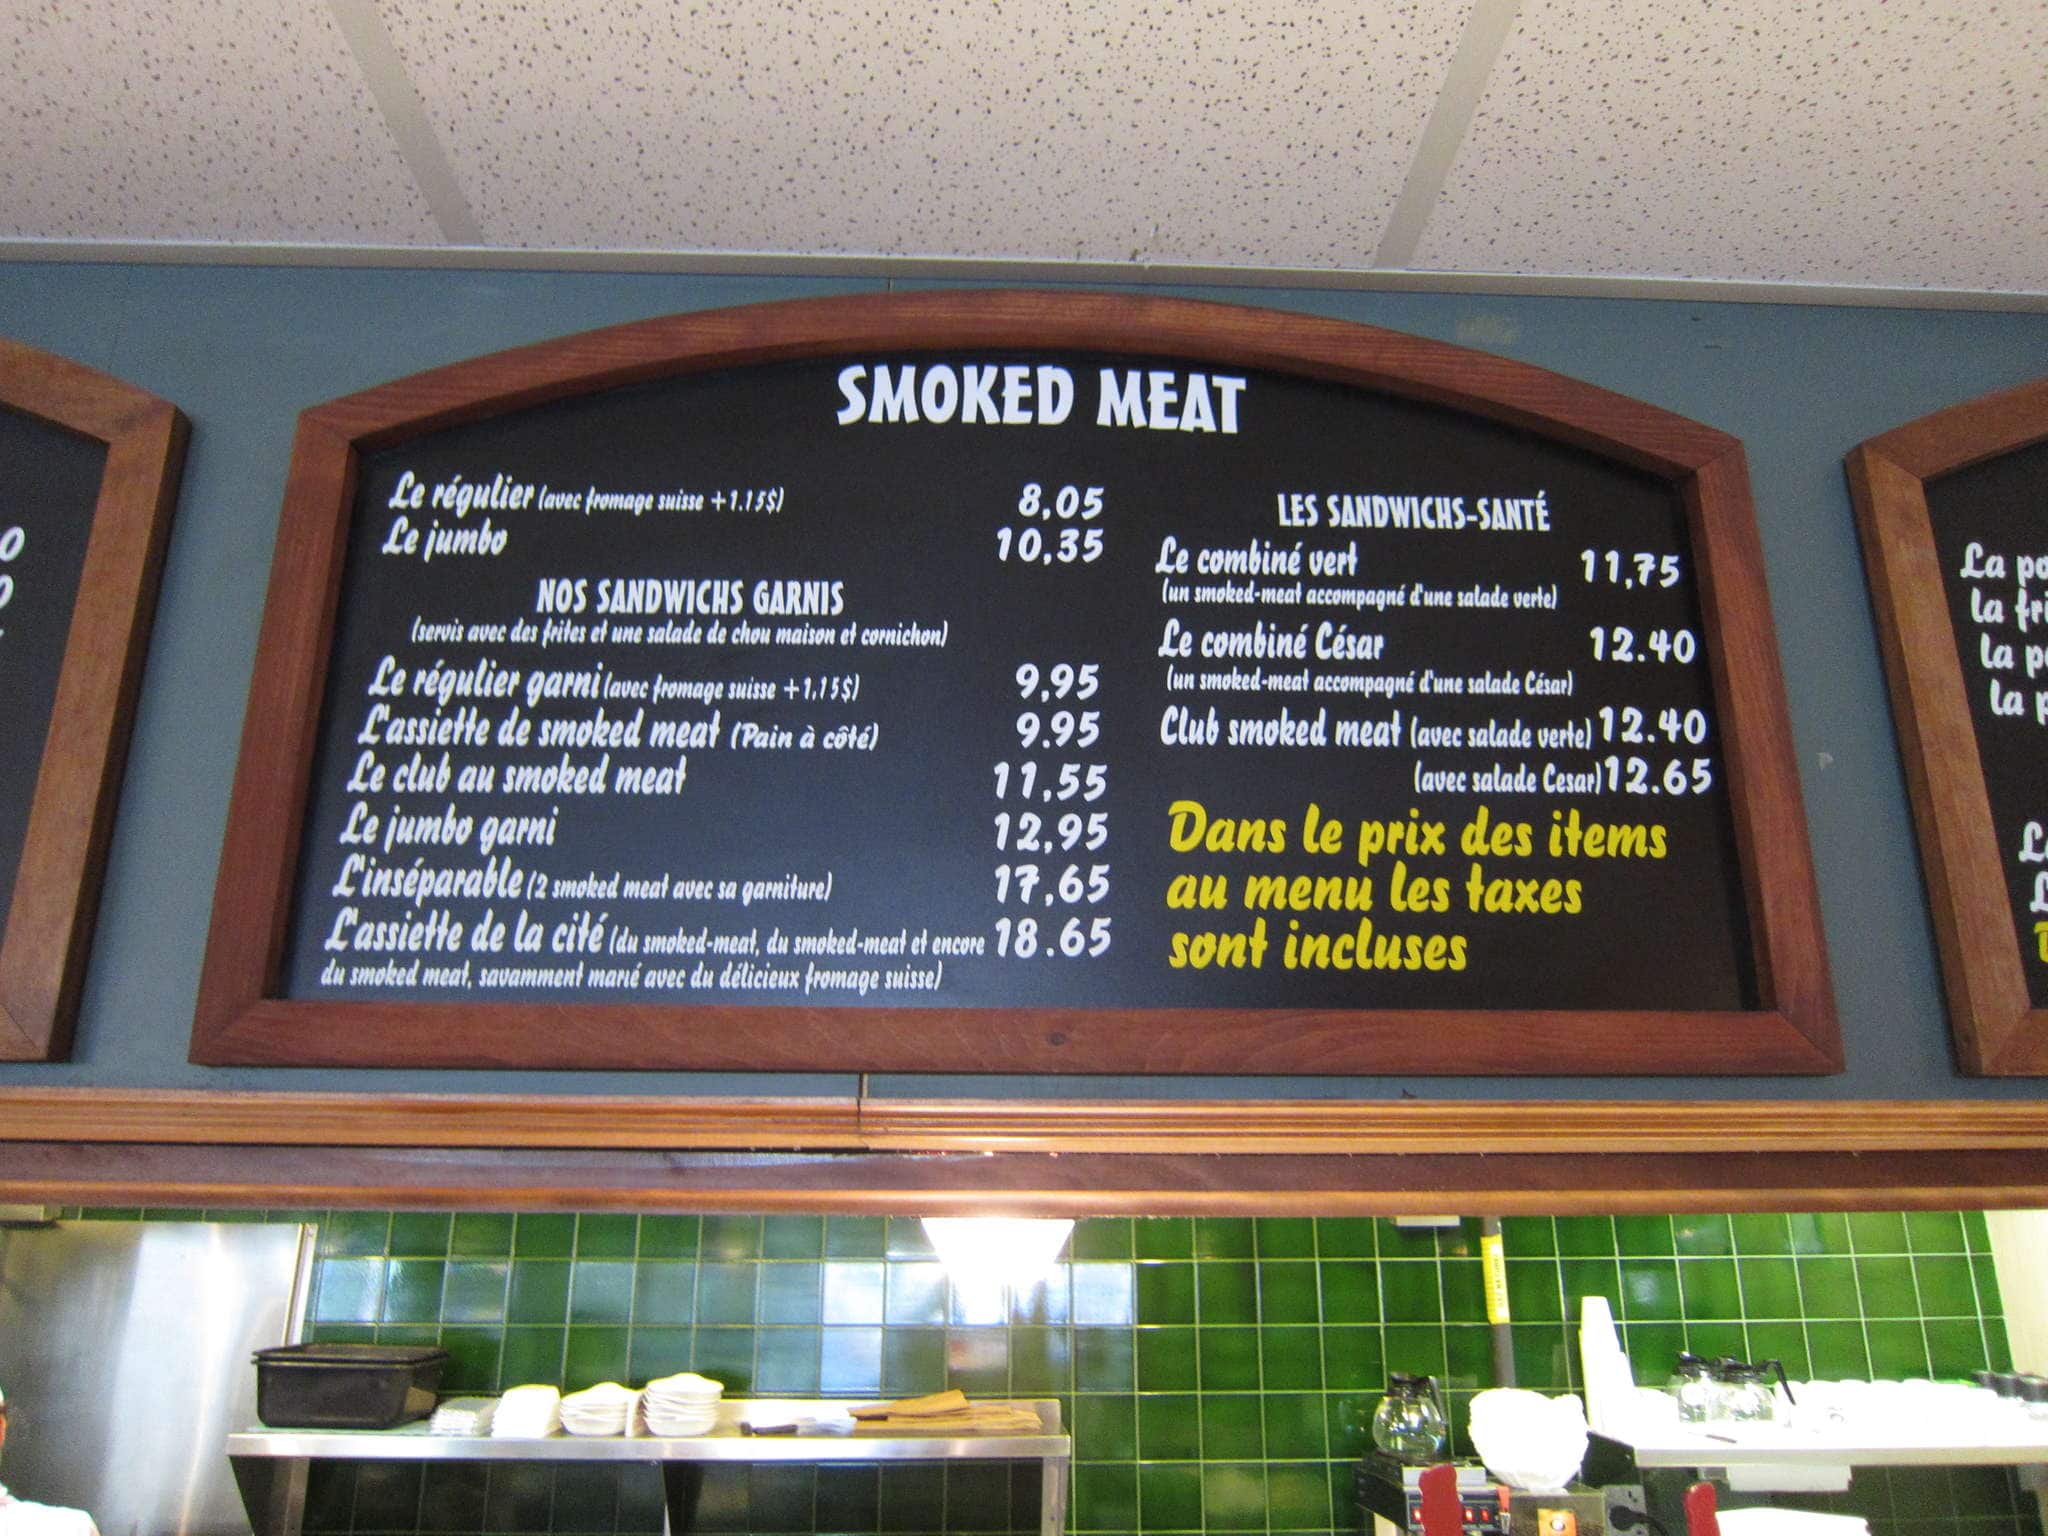 SMOKED MEAT
Le régulier (avec fromage suisse +1.15$) 8,05
Le jumbo 10,35
NOS SANDWICHS GARNIS
(servis avec des frites et une salade de chou maison et cornichon)
Le régulier garni (avec fromage suisse +1,15$) 9,95
L'assiette de smoked meat (Pain à côté) 9.95
Le club au smoked meat 11,55
Le jumbo garni 12,95
L'inséparable (2 smoked meat avec sa garniture) 17,65
L'assiette de la cité (du smoked-meat, du smoked-meat et encore 18.65
du smoked meat, savamment marié avec du délicieux fromage suisse)
LES SANDWICHS-SANTÉ
Le combiné vert 11,75
(un smoked-meat accompagné d'une salade verte)
Le combiné César 12.40
(un smoked-meat accompagné d'une salade César)
Club smoked meat (avec salade verte) 12.40
(avec salade Cesar) 12.65
Dans le prix des items
au menu les taxes
sont incluses
La
la
la
la